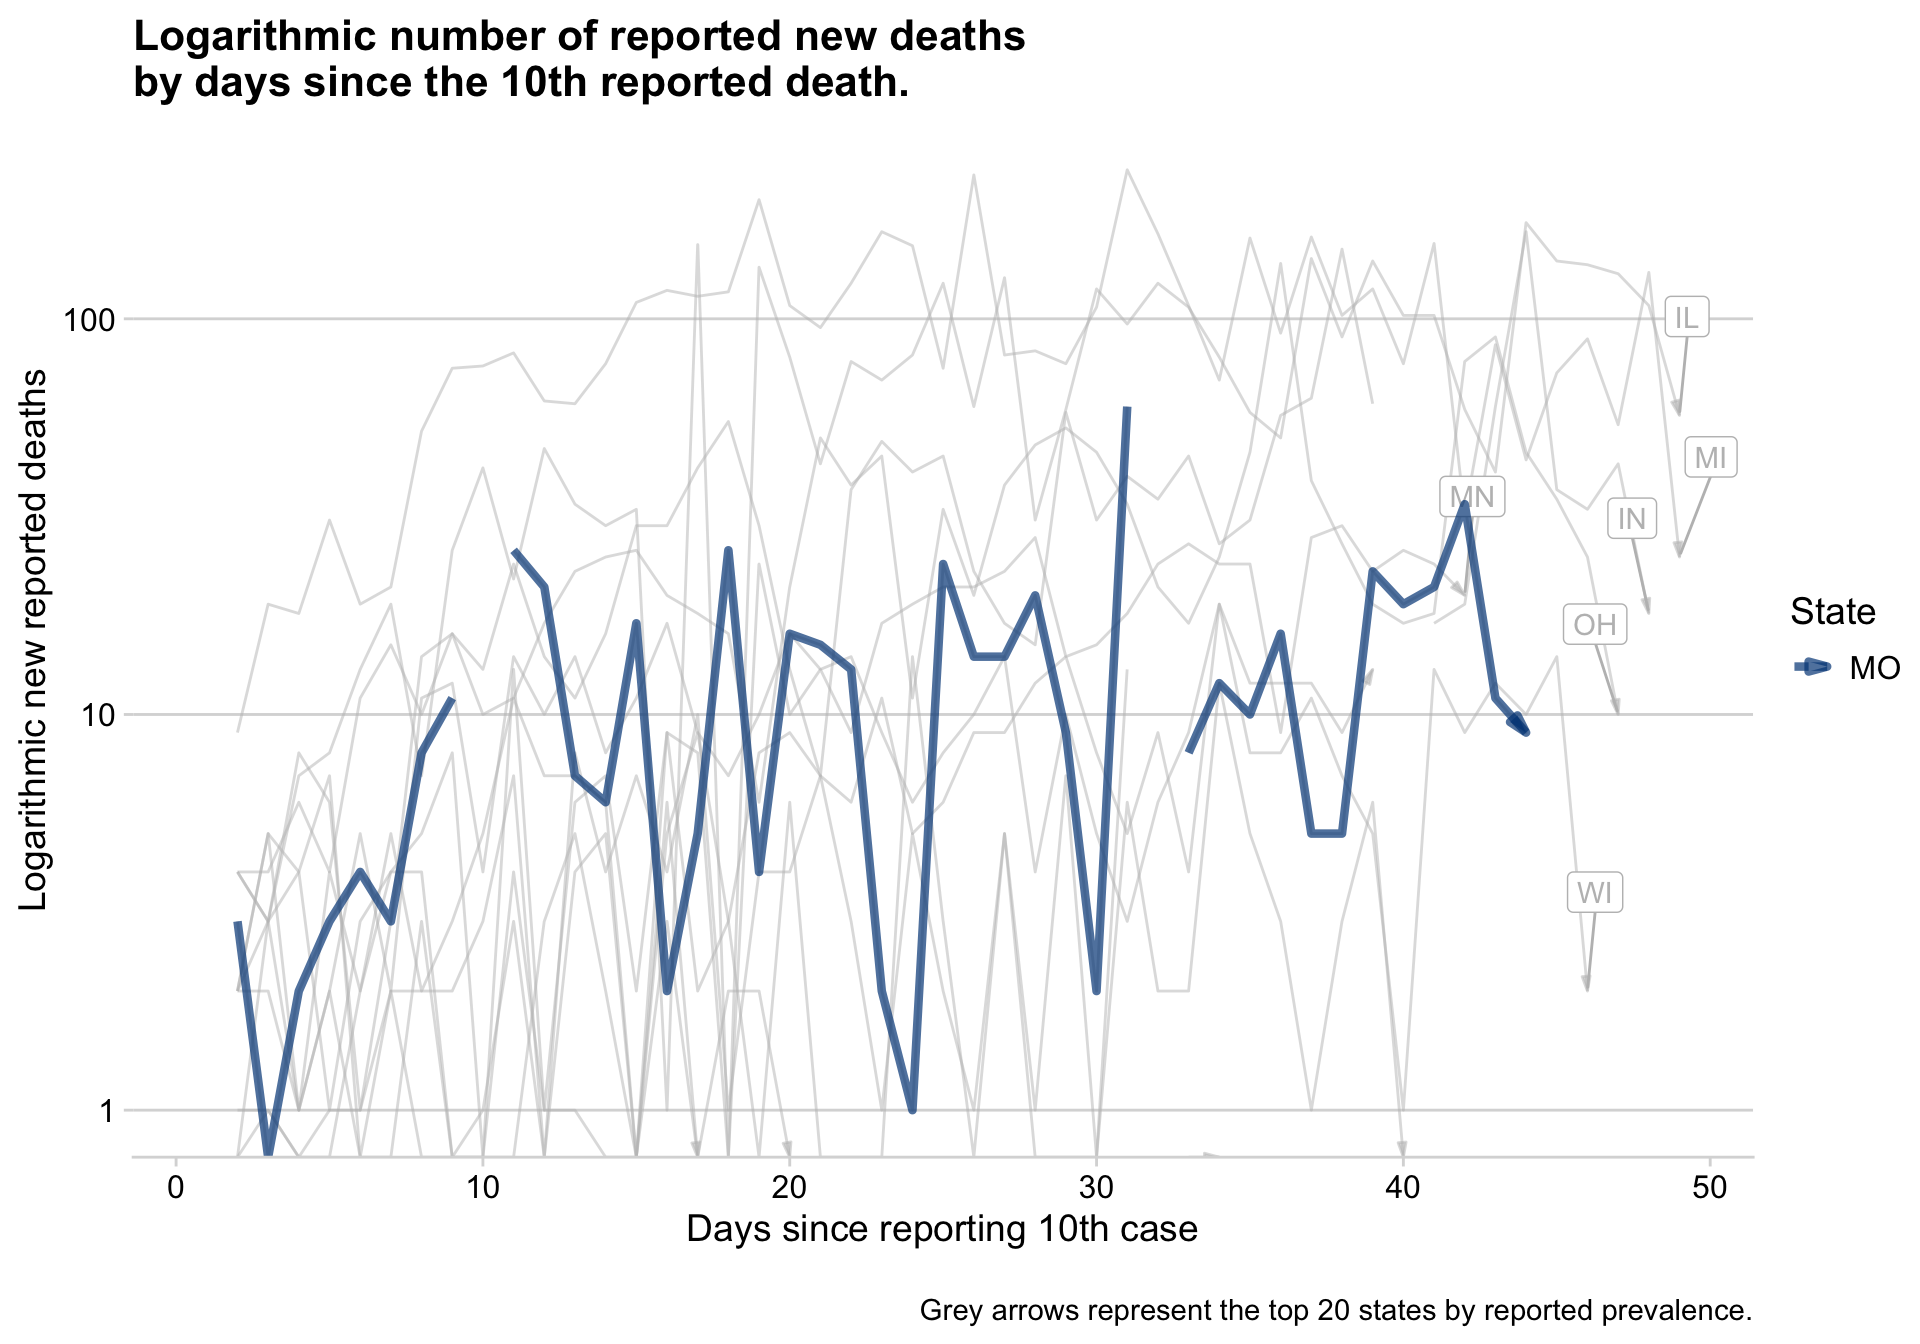 Logarithmic number of reported new deaths
by days since the 10th reported death.
Logarithmic new reported deaths
100
10
1
IL
MI
MN
IN
OH
WI
State
MO
0 10 20 30 40 50
Days since reporting 10th case
Grey arrows represent the top 20 states by reported prevalence.